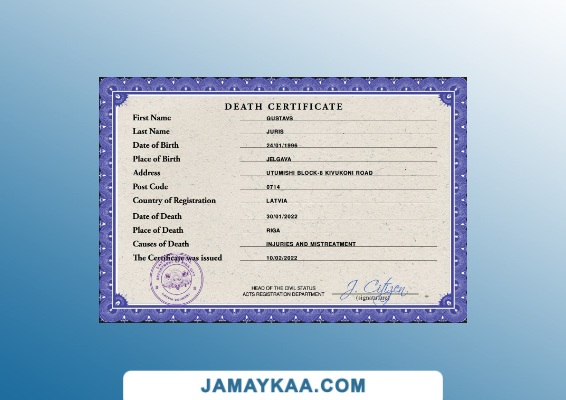 DEATH CERTIFICATE
First Name GUSTAVS
Last Name JURIS
Date of Birth 24/01/1996
Place of Birth JELGAVA
Address UTUMISHI BLOCK-8 KIVUKONI ROAD
Post Code 0714
Country of Registration LATVIA
Date of Death 30/01/2022
Place of Death RIGA
Causes of Death INJURIES AND MISTREATMENT
The Certificate was issued 10/02/2022
HEAD OF THE CIVIL STATUS
ACTS REGISTRATION DEPARTMENT
J. Citizen
(signature)
JAMAYKAA.COM